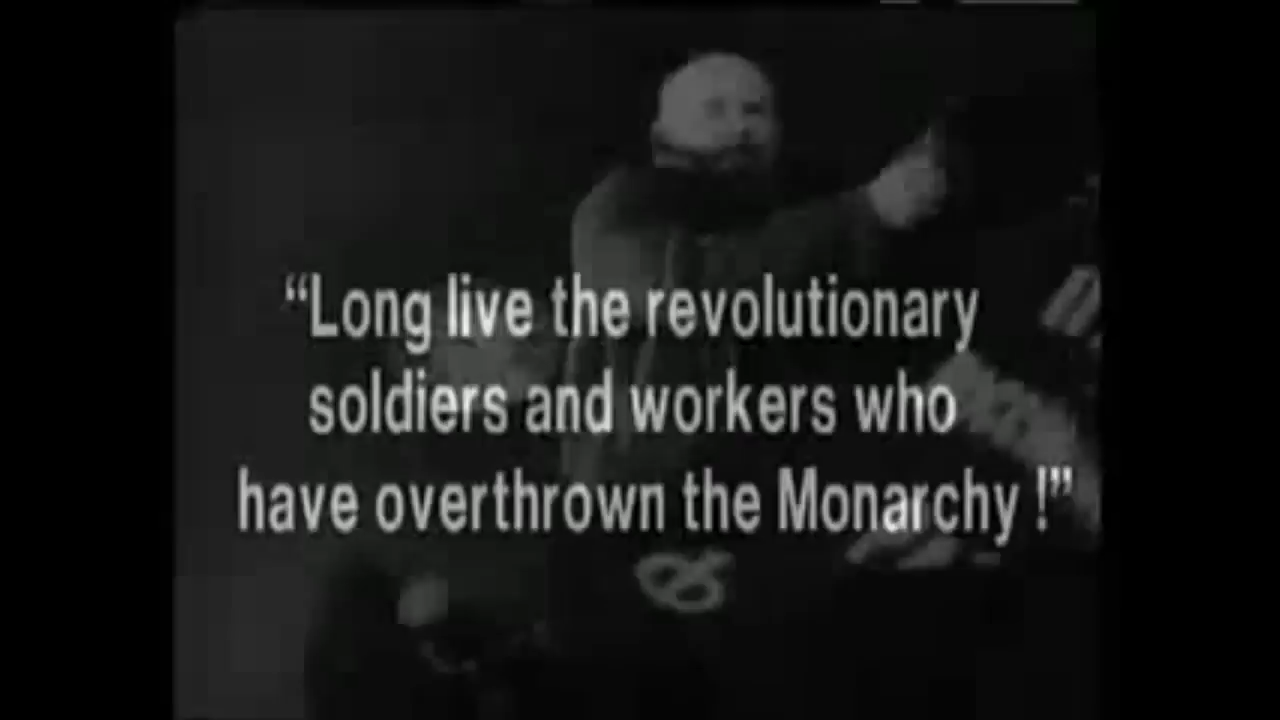 “Long live the revolutionary
soldiers and workers who
have overthrown the Monarchy !”